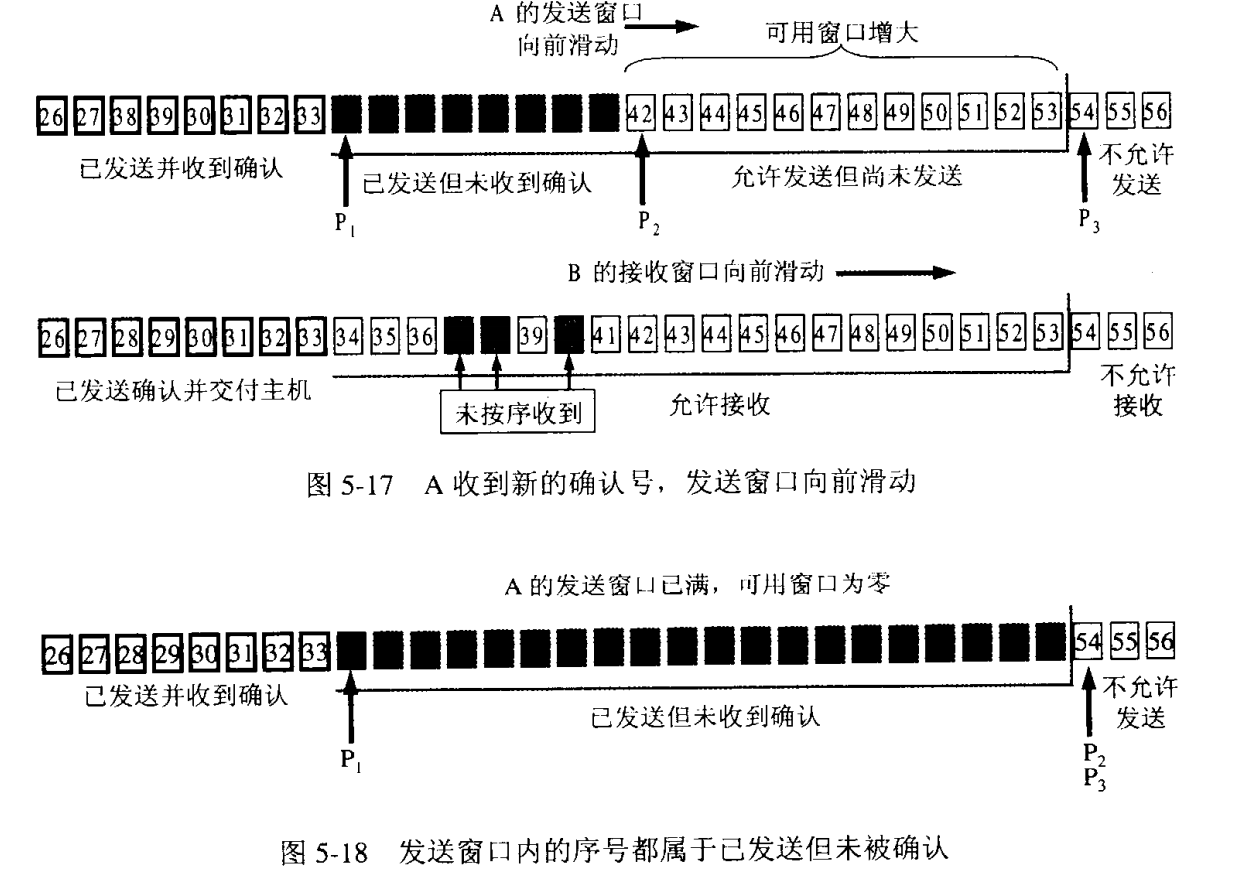 A 的发送窗口
向前滑动
可用窗口增大
26 27 38 39 30 31 32 33 42 43 44 45 46 47 48 49 50 51 52 53 54 55 56
已发送并收到确认
已发送但未收到确认
允许发送但尚未发送
不允许
发送
P1
P2
P3
B 的接收窗口向前滑动
26 27 28 29 30 31 32 33 34 35 36 39 41 42 43 44 45 46 47 48 49 50 51 52 53 54 55 56
已发送确认并交付主机
未按序收到
允许接收
不允许
接收
图 5-17 A 收到新的确认号，发送窗口向前滑动
A 的发送窗口已满，可用窗口为零
26 27 28 29 30 31 32 33 54 55 56
已发送并收到确认
已发送但未收到确认
不允许
发送
P1
P2
P3
图 5-18 发送窗口内的序号都属于已发送但未被确认